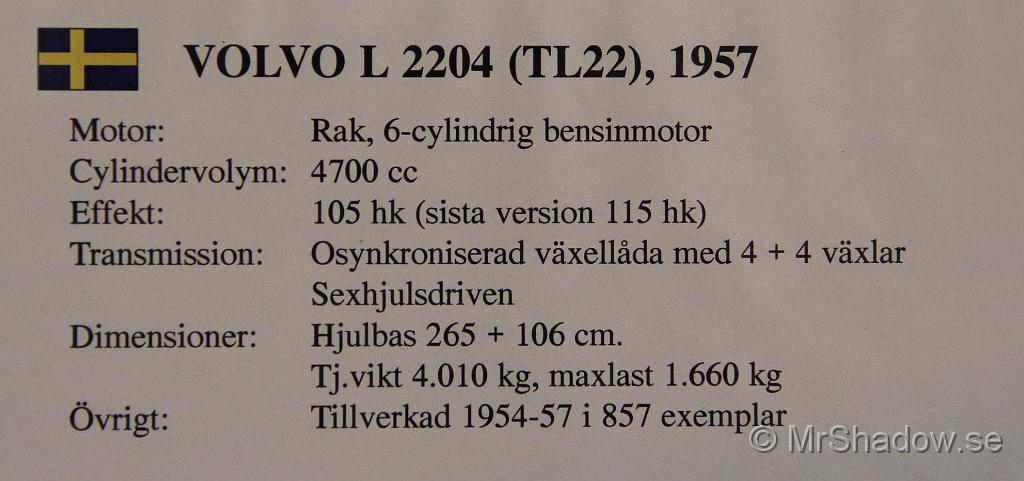 VOLVO L 2204 (TL22), 1957
Motor: Rak, 6-cylindrig bensinmotor
Cylindervolym: 4700 cc
Effekt: 105 hk (sista version 115 hk)
Transmission: Osynkroniserad växellåda med 4 + 4 växlar
Sexhjulsdriven
Dimensioner: Hjulbas 265 + 106 cm.
Tj.vikt 4.010 kg, maxlast 1.660 kg
Övrigt: Tillverkad 1954-57 i 857 exemplar
© MrShadow.se